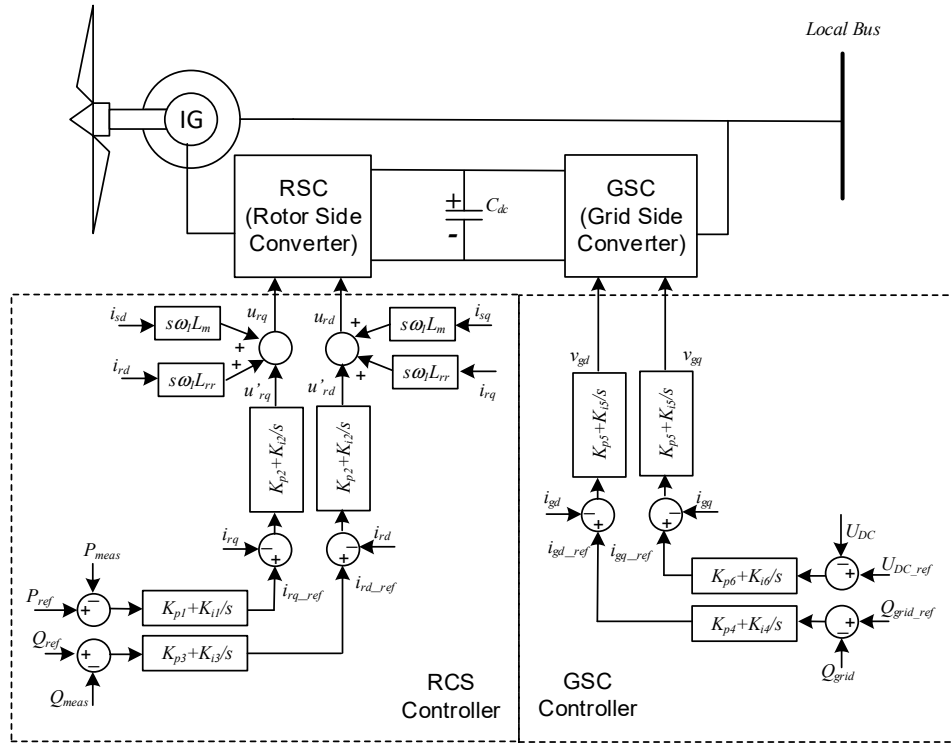 Local Bus
IG
RSC
(Rotor Side
Converter)
+
-
C_dc
GSC
(Grid Side
Converter)
i_sd
sω_lL_m
u_rq
+
+
i_rd
sω_lL_rr
u'_rq
u_rd
+
+
sω_lL_m
i_sq
sω_lL_rr
i_rq
u'_rd
v_gd
v_gq
K_p2+K_i2/s
K_p2+K_i2/s
K_p5+K_i5/s
K_p5+K_i5/s
i_rq
−
+
i_rd
−
+
i_rq_ref
i_rd_ref
i_gd
−
+
i_gd_ref
i_gq
−
+
i_gq_ref
P_meas
P_ref
+
−
K_p1+K_i1/s
Q_ref
+
−
K_p3+K_i3/s
Q_meas
U_DC
K_p6+K_i6/s
−
+
U_DC_ref
K_p4+K_i4/s
+
−
Q_grid_ref
Q_grid
RCS
Controller
GSC
Controller